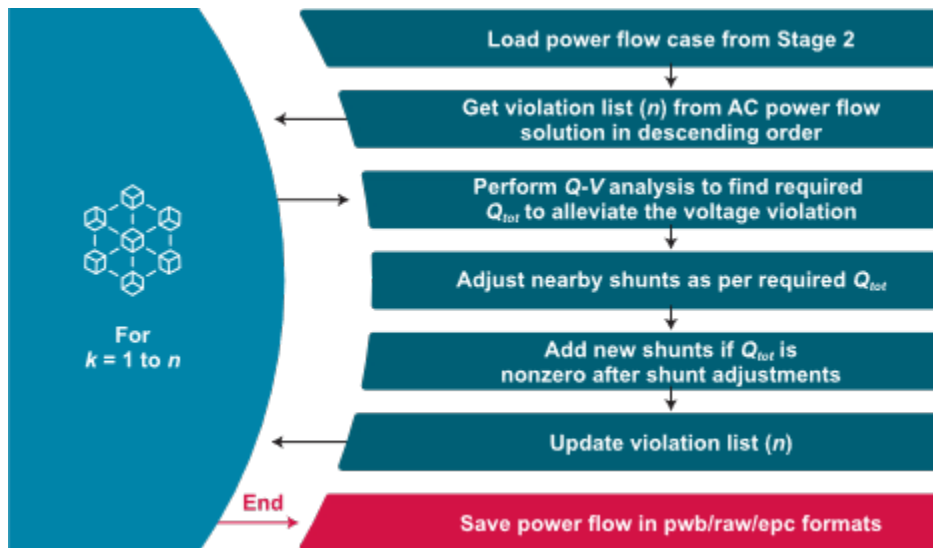 Load power flow case from Stage 2
Get violation list (n) from AC power flow
solution in descending order
Perform Q-V analysis to find required
Qtot to alleviate the voltage violation
Adjust nearby shunts as per required Qtot
For
k = 1 to n
Add new shunts if Qtot is
nonzero after shunt adjustments
Update violation list (n)
End
Save power flow in pwb/raw/epc formats